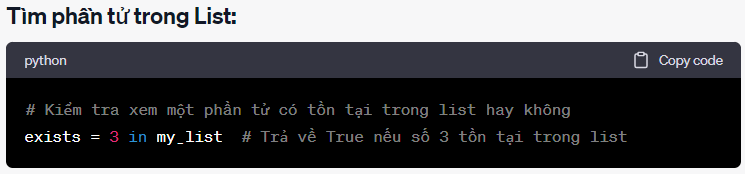 Tìm phần tử trong List:
python
Copy code
# Kiểm tra xem một phần tử có tồn tại trong list hay không
exists = 3 in my_list  # Trả về True nếu số 3 tồn tại trong list